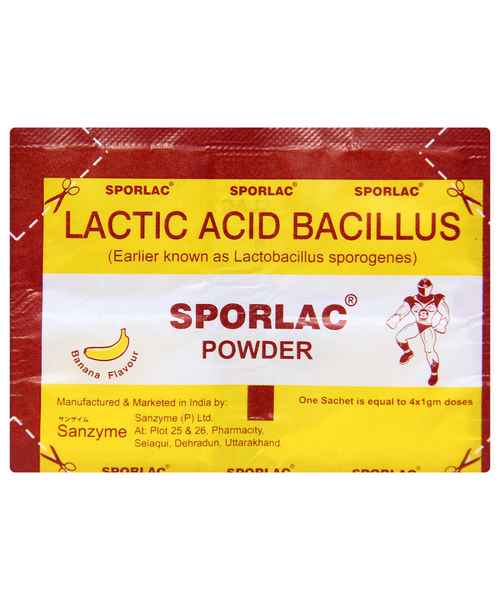 SPORLAC® SPORLAC® SPORLAC®
LACTIC ACID BACILLUS
(Earlier known as Lactobacillus sporogenes)
SPORLAC®
POWDER
Banana Flavour
S
Manufactured & Marketed in India by:
サンザイム
Sanzyme
Sanzyme (P) Ltd.
At: Plot 25 & 26, Pharmacity,
Selaqui, Dehradun, Uttarakhand.
One Sachet is equal to 4x1gm doses
SPORLAC® SPORLAC® SPORLAC®